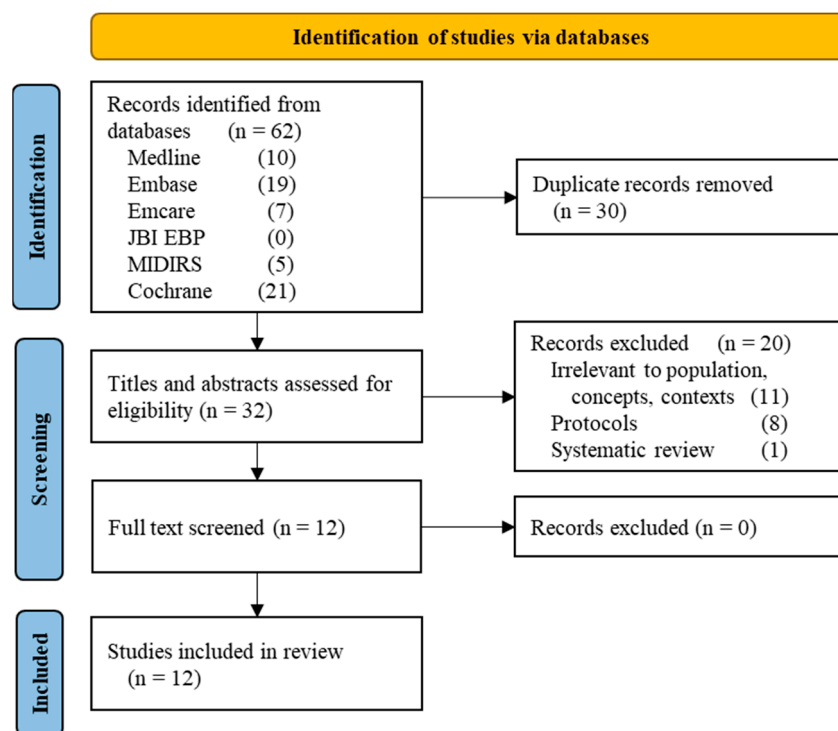 Identification of studies via databases
Identification
Records identified from
databases (n = 62)
Medline (10)
Embase (19)
Emcare (7)
JBI EBP (0)
MIDIRS (5)
Cochrane (21)
Duplicate records removed
(n = 30)
Screening
Titles and abstracts assessed for
eligibility (n = 32)
Records excluded (n = 20)
Irrelevant to population,
concepts, contexts (11)
Protocols (8)
Systematic review (1)
Full text screened (n = 12)
Records excluded (n = 0)
Included
Studies included in review
(n = 12)